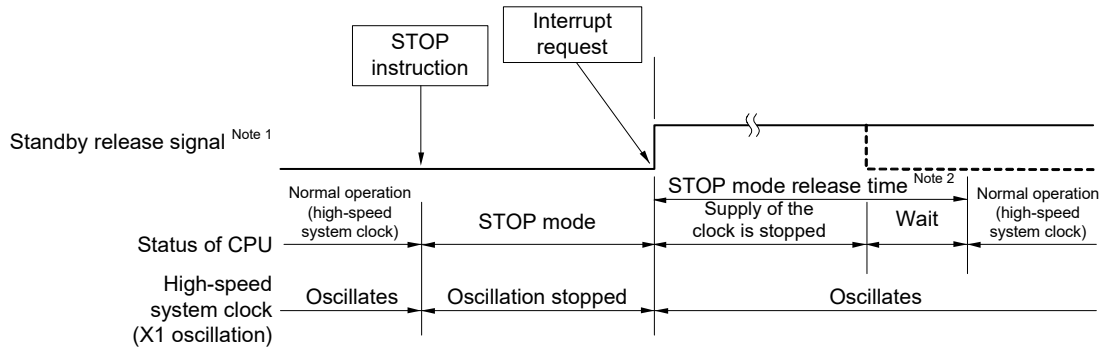 Interrupt
request
STOP
instruction
Standby release signal Note 1
STOP mode release time Note 2
Normal operation
(high-speed
system clock)
STOP mode
Supply of the
clock is stopped
Wait
Normal operation
(high-speed
system clock)
Status of CPU
High-speed
system clock
(X1 oscillation)
Oscillates
Oscillation stopped
Oscillates